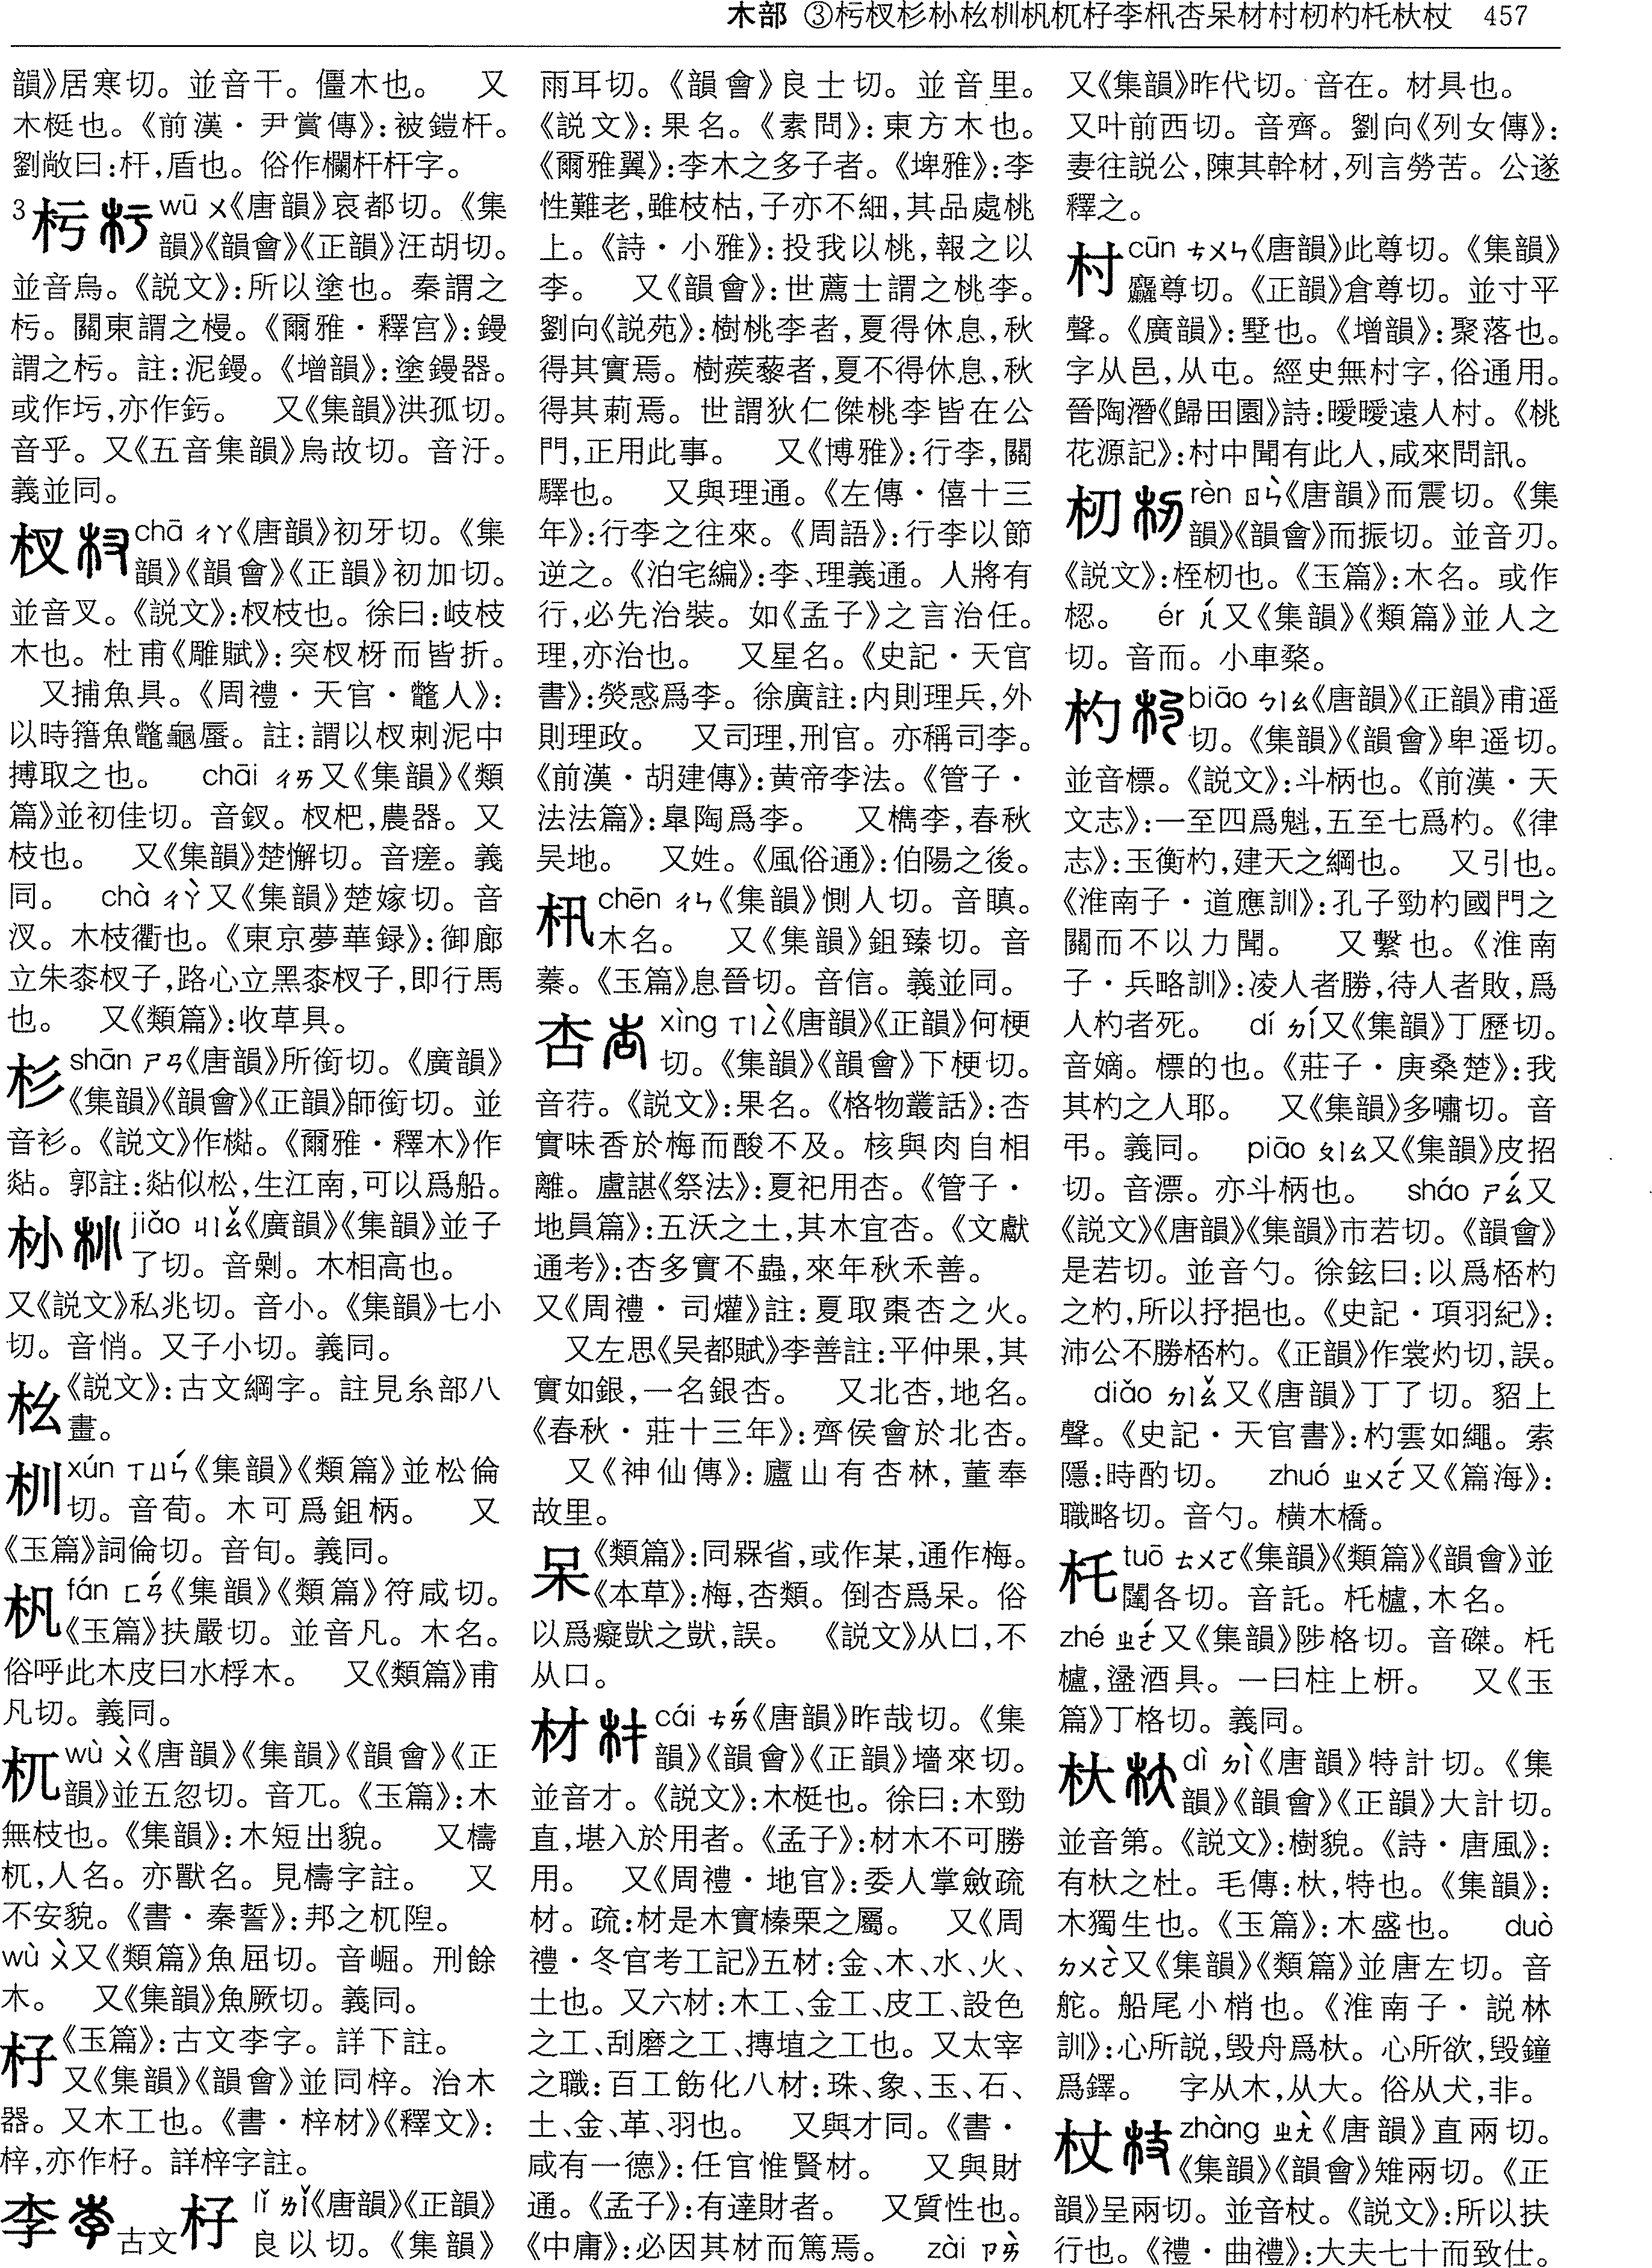 木部 ③杇杈杉朴𣏌杊杋杌杍李𣏙杏呆材村杒杓杔杕杖 457
韻》居寒切。並音干。僵木也。 又
木梃也。《前漢·尹賞傳》:被鎧杆。
劉敞曰:杆,盾也。俗作欄杆杆字。
3 杇 wū ㄨ《唐韻》哀都切。《集
韻》《韻會》《正韻》汪胡切。
並音烏。《説文》:所以塗也。秦謂之
杇。關東謂之槾。《爾雅·釋宫》:鏝
謂之杇。註:泥鏝。《增韻》:塗鏝器。
或作圬,亦作釫。 又《集韻》洪孤切。
音乎。又《五音集韻》烏故切。音汙。
義並同。
杈 chā ㄔㄚ《唐韻》初牙切。《集
韻》《韻會》《正韻》初加切。
並音叉。《説文》:杈枝也。徐曰:岐枝
木也。杜甫《雕賦》:突杈枒而皆折。
又捕魚具。《周禮·天官·鼈人》:
以時簎魚鼈龜蜃。註:謂以杈刺泥中
搏取之也。 chāi ㄔㄞ又《集韻》《類
篇》並初佳切。音釵。杈杷,農器。又
枝也。 又《集韻》楚懈切。音瘥。義
同。 chà ㄔㄚˋ又《集韻》楚嫁切。音
汊。木枝衢也。《東京夢華録》:御廊
立朱桼杈子,路心立黑桼杈子,即行馬
也。 又《類篇》:收草具。
杉 shān ㄕㄢ《唐韻》所銜切。《廣韻》
《集韻》《韻會》《正韻》師銜切。並
音衫。《説文》作檆。《爾雅·釋木》作
煔。郭註:煔似松,生江南,可以爲船。
jiǎo ㄐㄧㄠˇ《廣韻》《集韻》並子
了切。音剿。木相高也。
又《説文》私兆切。音小。《集韻》七小
切。音悄。又子小切。義同。
《説文》:古文綱字。註見糸部八
畫。
杊 xún ㄒㄩㄣˊ《集韻》《類篇》並松倫
切。音荀。木可爲鉏柄。 又
《玉篇》詞倫切。音旬。義同。
杋 fán ㄈㄢˊ《集韻》《類篇》符咸切。
《玉篇》扶嚴切。並音凡。木名。
俗呼此木皮曰水桴木。 又《類篇》甫
凡切。義同。
杌 wù ㄨˋ《唐韻》《集韻》《韻會》《正
韻》並五忽切。音兀。《玉篇》:木
無枝也。《集韻》:木短出貌。 又檮
杌,人名。亦獸名。見檮字註。 又
不安貌。《書·秦誓》:邦之杌隉。
wù ㄨˋ又《類篇》魚屈切。音崛。刑餘
木。 又《集韻》魚厥切。義同。
杍《玉篇》:古文李字。詳下註。
又《集韻》《韻會》並同梓。治木
器。又木工也。《書·梓材》《釋文》:
梓,亦作杍。詳梓字註。
李 古文杍 lǐ ㄌㄧˇ《唐韻》《正韻》
良以切。《集韻》
雨耳切。《韻會》良士切。並音里。
《説文》:果名。《素問》:東方木也。
《爾雅翼》:李木之多子者。《埤雅》:李
性難老,雖枝枯,子亦不細,其品處桃
上。《詩·小雅》:投我以桃,報之以
李。 又《韻會》:世薦士謂之桃李。
劉向《説苑》:樹桃李者,夏得休息,秋
得其實焉。樹蒺藜者,夏不得休息,秋
得其莿焉。世謂狄仁傑桃李皆在公
門,正用此事。 又《博雅》:行李,關
驛也。 又與理通。《左傳·僖十三
年》:行李之往來。《周語》:行李以節
逆之。《泊宅編》:李、理義通。人將有
行,必先治裝。如《孟子》之言治任。
理,亦治也。 又星名。《史記·天官
書》:熒惑爲李。徐廣註:内則理兵,外
則理政。 又司理,刑官。亦稱司李。
《前漢·胡建傳》:黃帝李法。《管子·
法法篇》:臯陶爲李。 又檇李,春秋
吴地。 又姓。《風俗通》:伯陽之後。
chēn ㄔㄣ《集韻》惻人切。音瞋。
木名。 又《集韻》鉏臻切。音
蓁。《玉篇》息晉切。音信。義並同。
杏 xìng ㄒㄧㄥˋ《唐韻》《正韻》何梗
切。《集韻》《韻會》下梗切。
音荇。《説文》:果名。《格物叢話》:杏
實味香於梅而酸不及。核與肉自相
離。盧諶《祭法》:夏祀用杏。《管子·
地員篇》:五沃之土,其木宜杏。《文獻
通考》:杏多實不蟲,來年秋禾善。
又《周禮·司爟》註:夏取棗杏之火。
又左思《吴都賦》李善註:平仲果,其
實如銀,一名銀杏。 又北杏,地名。
《春秋·莊十三年》:齊侯會於北杏。
又《神仙傳》:廬山有杏林,董奉
故里。
呆《類篇》:同槑省,或作某,通作梅。
《本草》:梅,杏類。倒杏爲呆。俗
以爲癡獃之獃,誤。 《説文》从口,不
从口。
材 cái ㄘㄞˊ《唐韻》昨哉切。《集
韻》《韻會》《正韻》墻來切。
並音才。《説文》:木梃也。徐曰:木勁
直,堪入於用者。《孟子》:材木不可勝
用。 又《周禮·地官》:委人掌斂疏
材。疏:材是木實榛栗之屬。 又《周
禮·冬官考工記》五材:金、木、水、火、
土也。又六材:木工、金工、皮工、設色
之工、刮磨之工、摶埴之工也。又太宰
之職:百工飭化八材:珠、象、玉、石、
土、金、革、羽也。 又與才同。《書·
咸有一德》:任官惟賢材。 又與財
通。《孟子》:有達財者。 又質性也。
《中庸》:必因其材而篤焉。 zài ㄗㄞˋ
又《集韻》昨代切。音在。材具也。
又叶前西切。音齊。劉向《列女傳》:
妻往説公,陳其幹材,列言勞苦。公遂
釋之。
村 cūn ㄘㄨㄣ《唐韻》此尊切。《集韻》
麤尊切。《正韻》倉尊切。並寸平
聲。《廣韻》:墅也。《增韻》:聚落也。
字从邑,从屯。經史無村字,俗通用。
晉陶潛《歸田園》詩:曖曖遠人村。《桃
花源記》:村中聞有此人,咸來問訊。
杒 rèn ㄖㄣˋ《唐韻》而震切。《集
韻》《韻會》而振切。並音刃。
《説文》:桎杒也。《玉篇》:木名。或作
梕。 ér ㄦˊ又《集韻》《類篇》並人之
切。音而。小車楘。
杓 biāo ㄅㄧㄠ《唐韻》《正韻》甫遥
切。《集韻》《韻會》卑遥切。
並音標。《説文》:斗柄也。《前漢·天
文志》:一至四爲魁,五至七爲杓。《律
志》:玉衡杓,建天之綱也。 又引也。
《淮南子·道應訓》:孔子勁杓國門之
關而不以力聞。 又繫也。《淮南
子·兵略訓》:凌人者勝,待人者敗,爲
人杓者死。 dí ㄉㄧˊ又《集韻》丁歷切。
音嫡。標的也。《莊子·庚桑楚》:我
其杓之人耶。 又《集韻》多嘯切。音
弔。義同。 piāo ㄆㄧㄠ又《集韻》皮招
切。音漂。亦斗柄也。 sháo ㄕㄠˊ又
《説文》《唐韻》《集韻》市若切。《韻會》
是若切。並音勺。徐鉉曰:以爲桮杓
之杓,所以抒挹也。《史記·項羽紀》:
沛公不勝桮杓。《正韻》作裳灼切,誤。
diǎo ㄉㄧㄠˇ又《唐韻》丁了切。貂上
聲。《史記·天官書》:杓雲如繩。索
隱:時酌切。 zhuó ㄓㄨㄛˊ又《篇海》:
職略切。音勺。横木橋。
杔 tuō ㄊㄨㄛ《集韻》《類篇》《韻會》並
闥各切。音託。杔櫨,木名。
zhé ㄓㄜˊ又《集韻》陟格切。音磔。杔
櫨,盪酒具。一曰柱上枅。 又《玉
篇》丁格切。義同。
杕 dì ㄉㄧˋ《唐韻》特計切。《集
韻》《韻會》《正韻》大計切。
並音第。《説文》:樹貌。《詩·唐風》:
有杕之杜。毛傳:杕,特也。《集韻》:
木獨生也。《玉篇》:木盛也。 duò
ㄉㄨㄛˋ又《集韻》《類篇》並唐左切。音
舵。船尾小梢也。《淮南子·説林
訓》:心所説,毁舟爲杕。心所欲,毁鐘
爲鐸。 字从木,从大。俗从犬,非。
杖 zhàng ㄓㄤˋ《唐韻》直兩切。
《集韻》《韻會》雉兩切。《正
韻》呈兩切。並音杖。《説文》:所以扶
行也。《禮·曲禮》:大夫七十而致仕。